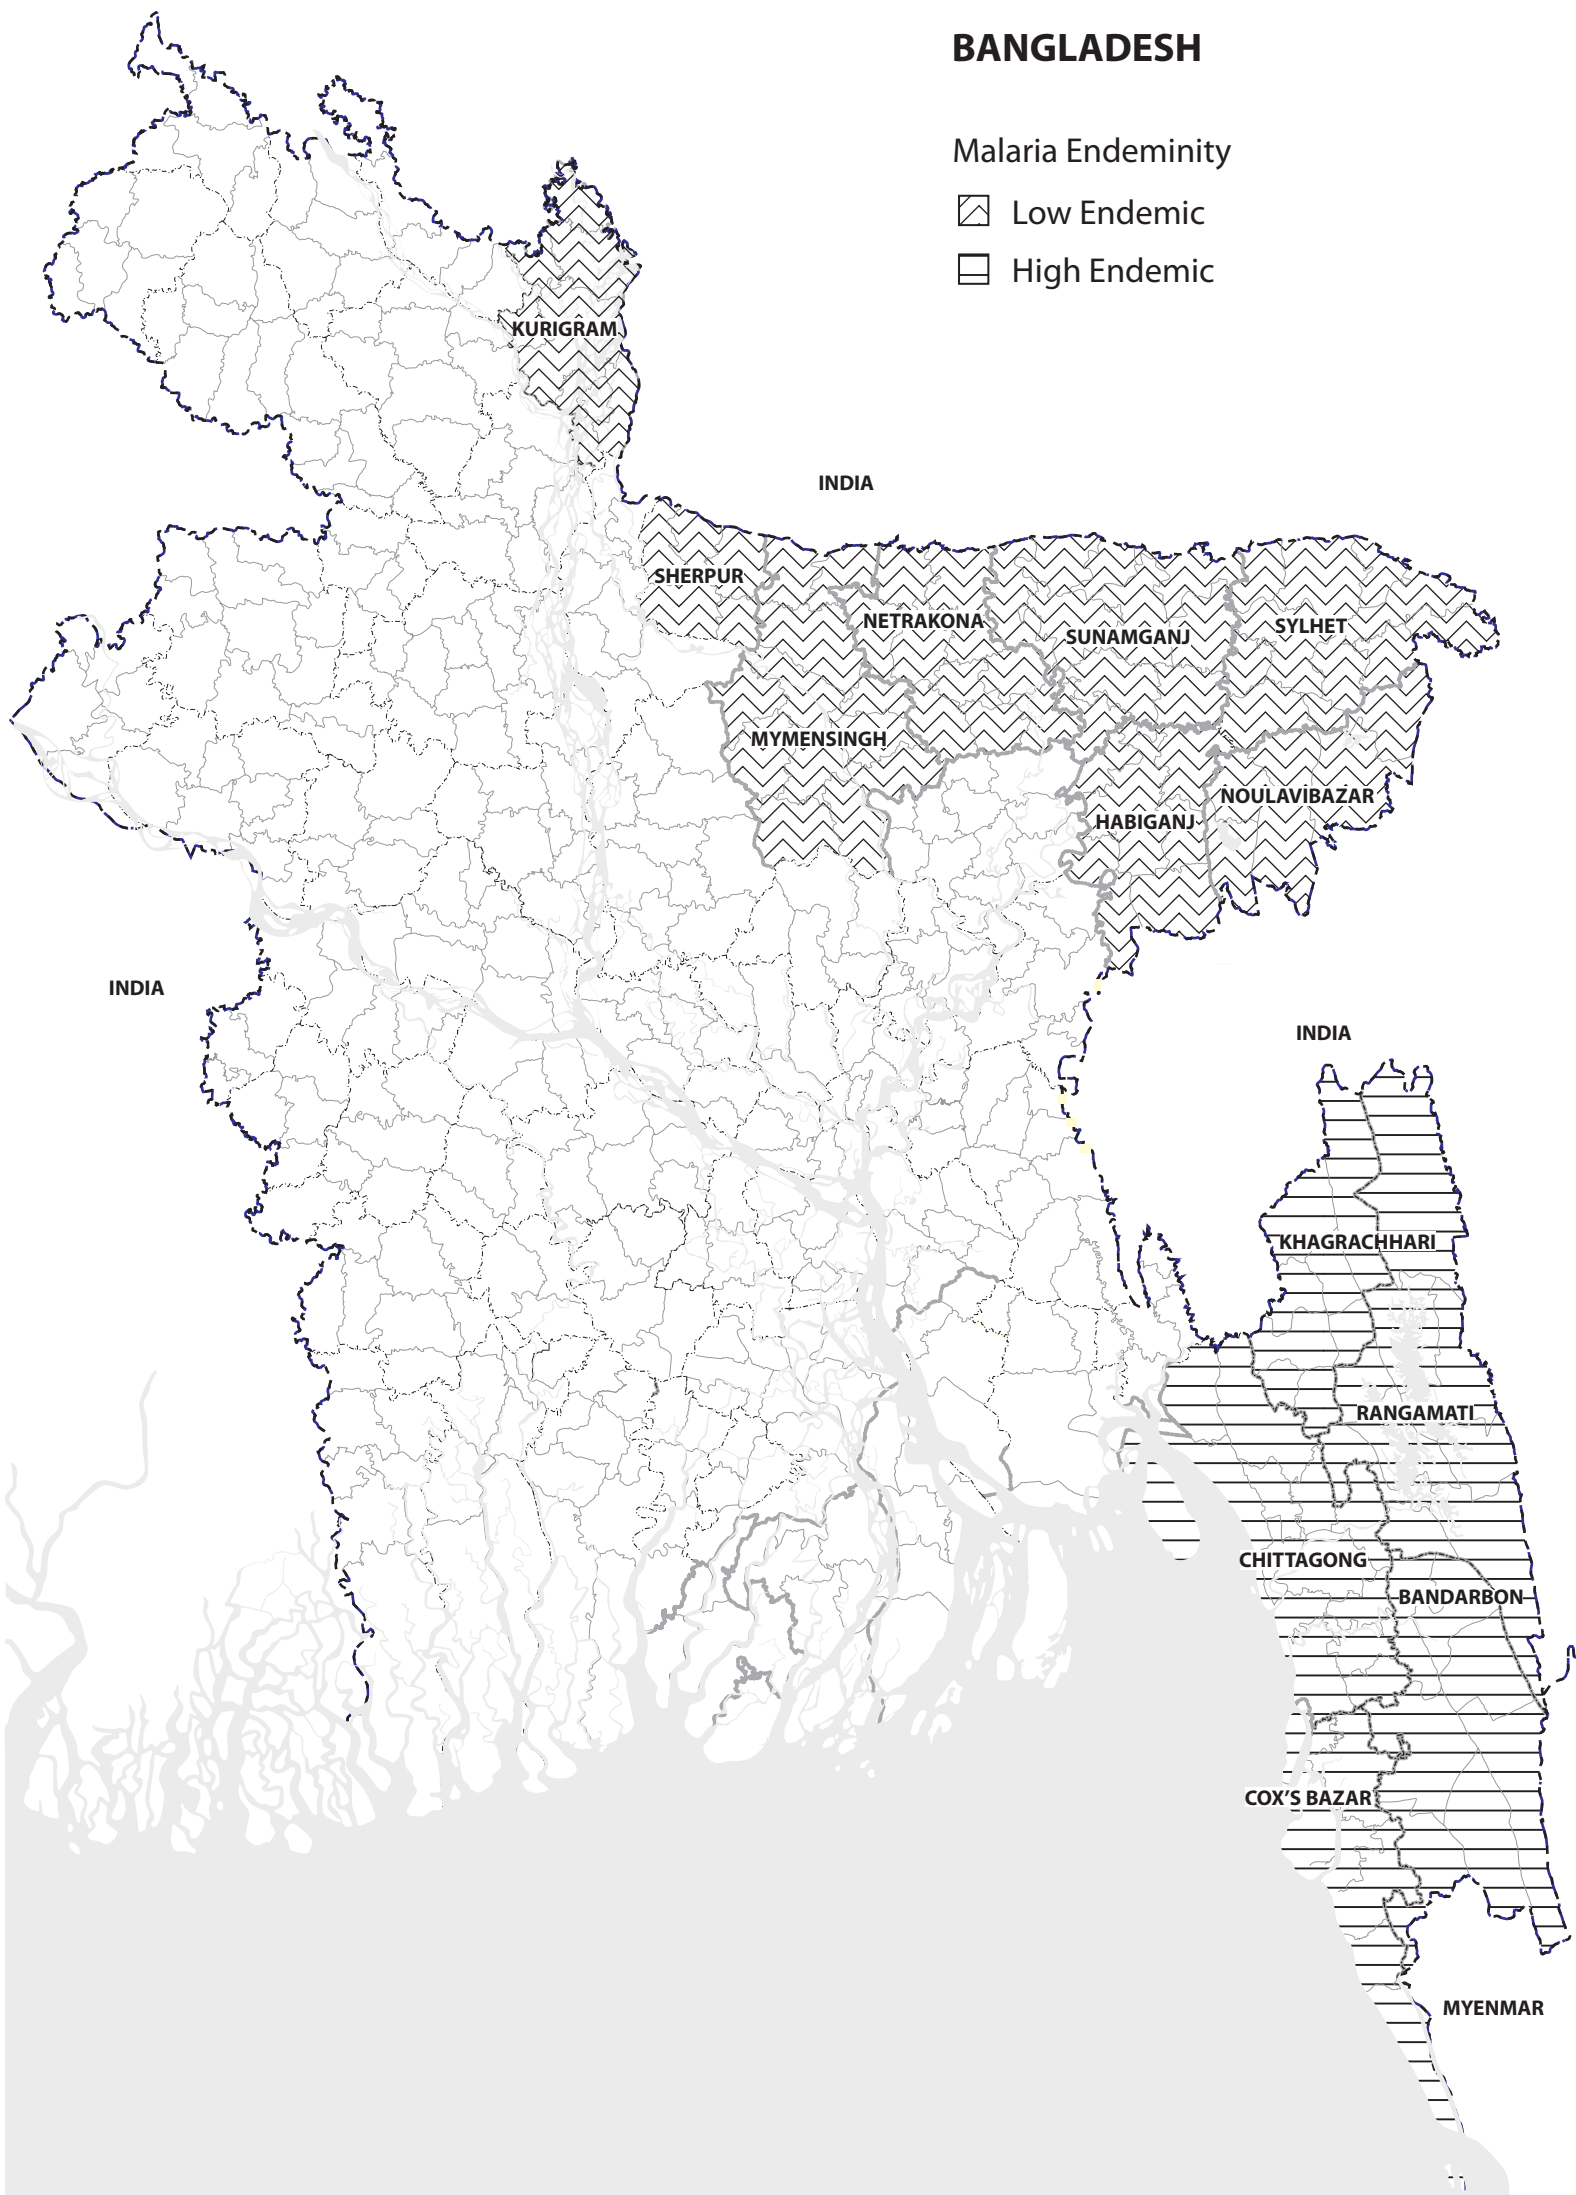 BANGLADESH
Malaria Endeminity
Low Endemic
High Endemic
KURIGRAM
INDIA
SHERPUR
NETRAKONA
SUNAMGANJ
SYLHET
MYMENSINGH
NOULAVIBAZAR
HABIGANJ
INDIA
INDIA
KHAGRACHHARI
RANGAMATI
CHITTAGONG
BANDARBON
COX'S BAZAR
MYENMAR